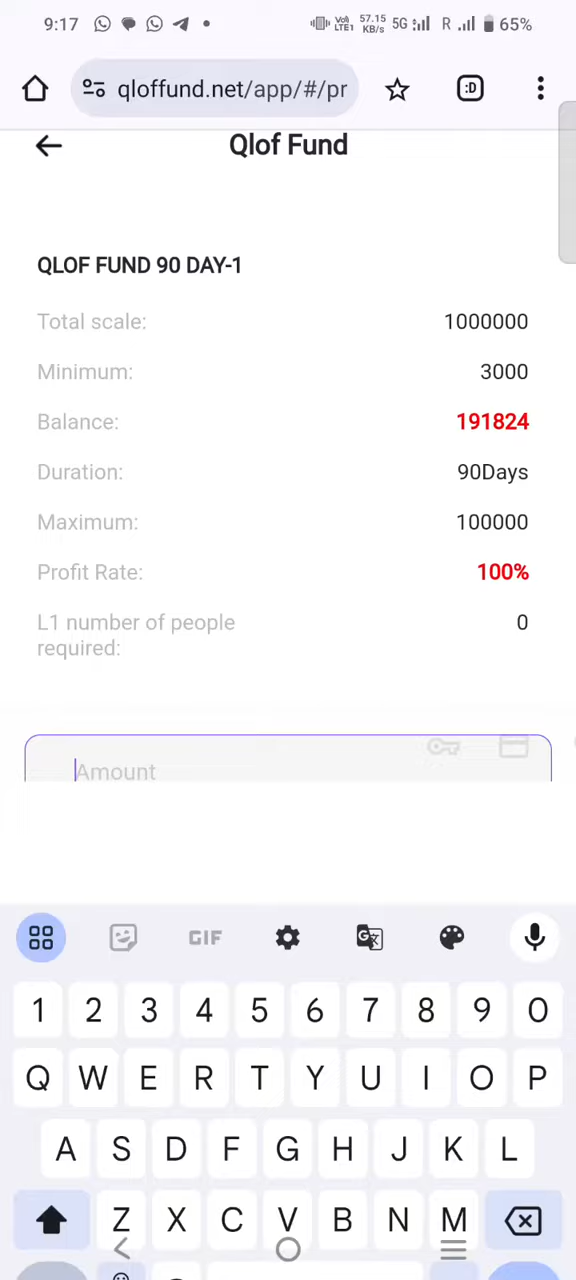 9:17 Vo) LTE1 57.15 KB/s 5G R 65%
qloffund.net/app/#/pr :D
Qlof Fund
QLOF FUND 90 DAY-1
Total scale: 1000000
Minimum: 3000
Balance: 191824
Duration: 90Days
Maximum: 100000
Profit Rate: 100%
L1 number of people required: 0
Amount
GIF G
1 2 3 4 5 6 7 8 9 0
Q W E R T Y U I O P
A S D F G H J K L
Z X C V B N M